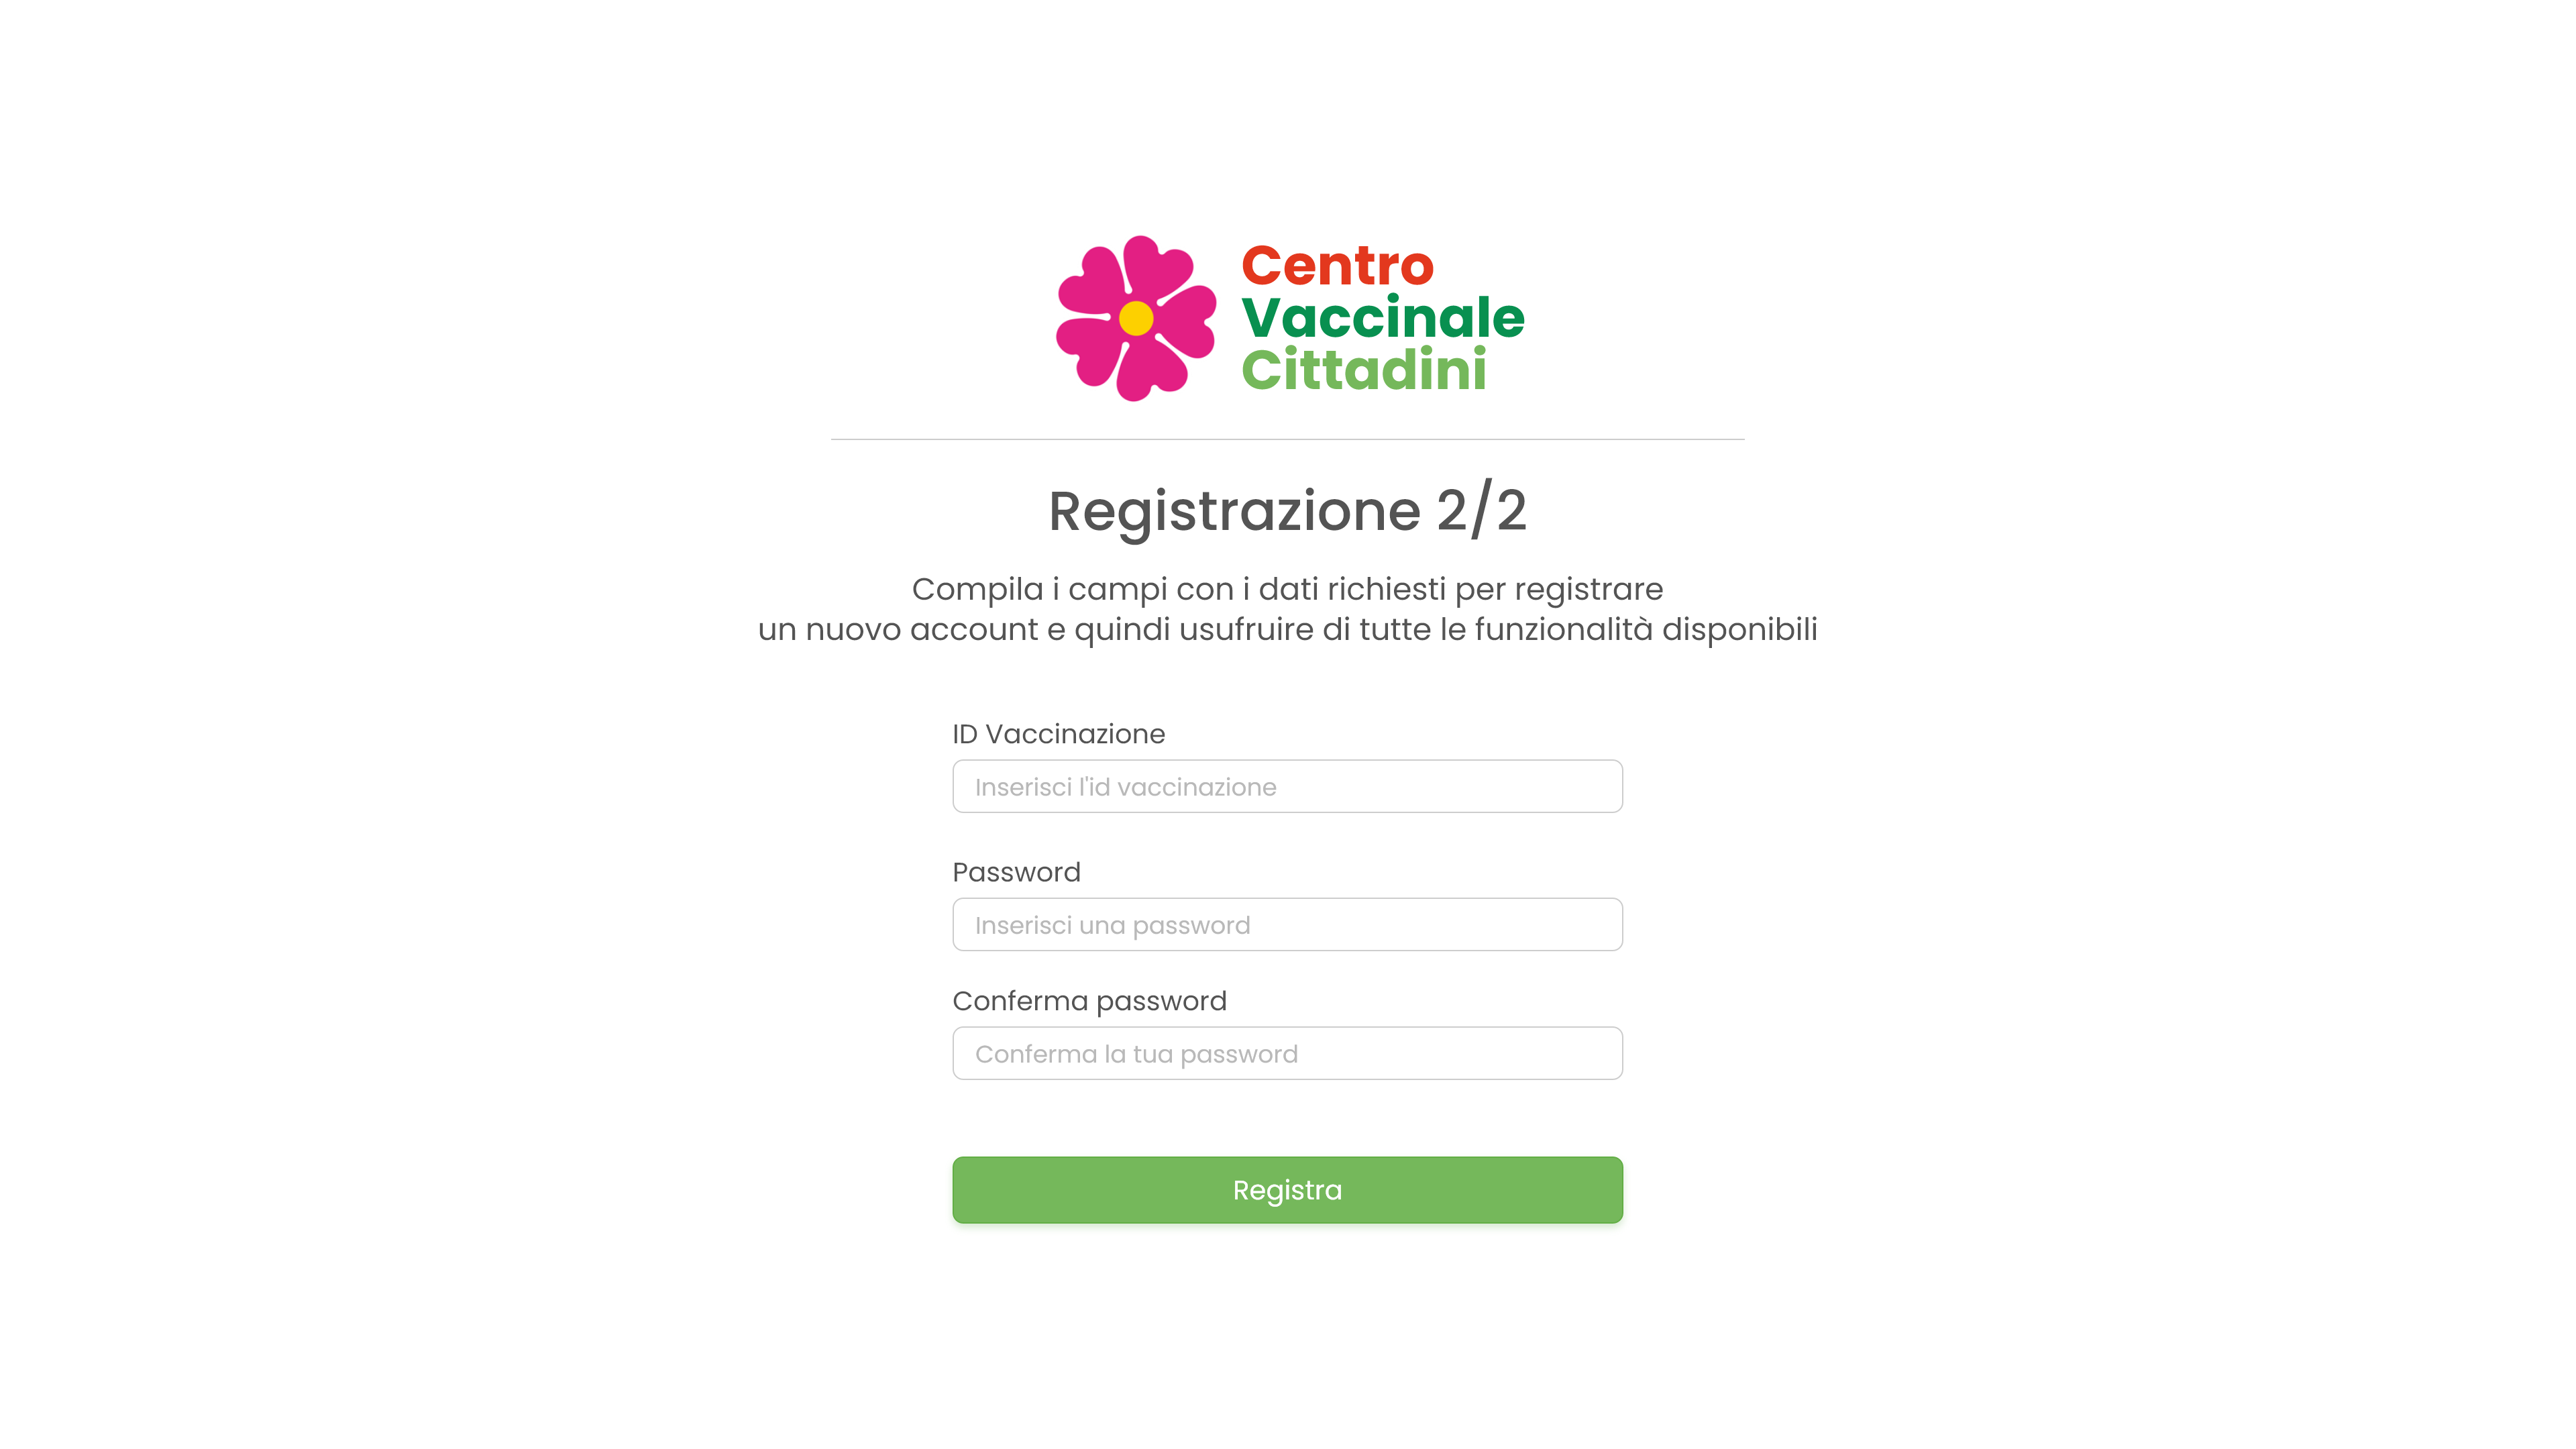 Centro
Vaccinale
Cittadini
Registrazione 2/2
Compila i campi con i dati richiesti per registrare
un nuovo account e quindi usufruire di tutte le funzionalità disponibili
ID Vaccinazione
Inserisci l'id vaccinazione
Password
Inserisci una password
Conferma password
Conferma la tua password
Registra